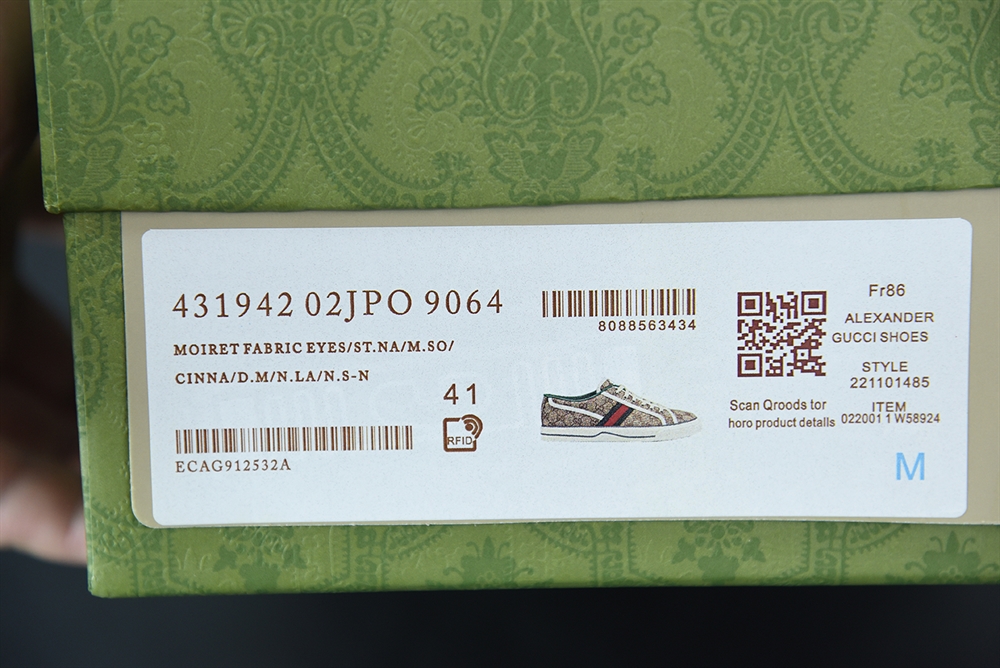 431942 02JPO 9064
MOIRET FABRIC EYES/ST.NA/M.SO/
CINNA/D.M/N.LA/N.S-N
41
RFID
ECAG912532A
8088563434
Scan Qroods tor
horo product details
Fr86
ALEXANDER
GUCCI SHOES
STYLE
221101485
ITEM
022001 1 W58924
M